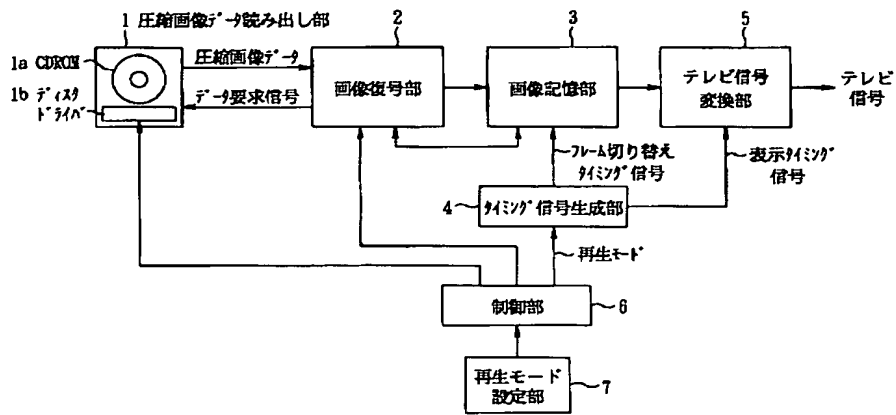 1 圧縮画像データ読み出し部
1a CDROM
1b ディスク
ドライバ
圧縮画像データ
データ要求信号
2
画像復号部
3
画像記憶部
5
テレビ信号
変換部
テレビ
信号
フレーム切り替え
タイミング信号
表示タイミング
信号
4
タイミング信号生成部
再生モード
制御部
6
再生モード
設定部
7